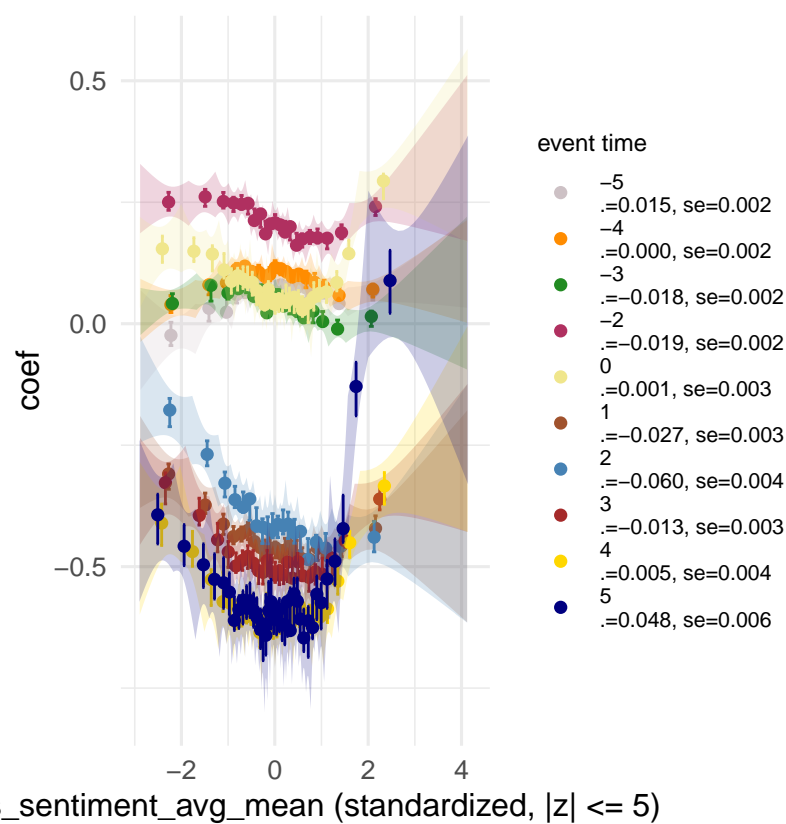 0.5
0.0
−0.5
coef
−2
0
2
4
_sentiment_avg_mean (standardized, |z| <= 5)
event time
−5
.=0.015, se=0.002
−4
.=0.000, se=0.002
−3
.=−0.018, se=0.002
−2
.=−0.019, se=0.002
0
.=0.001, se=0.003
1
.=−0.027, se=0.003
2
.=−0.060, se=0.004
3
.=−0.013, se=0.003
4
.=0.005, se=0.004
5
.=0.048, se=0.006